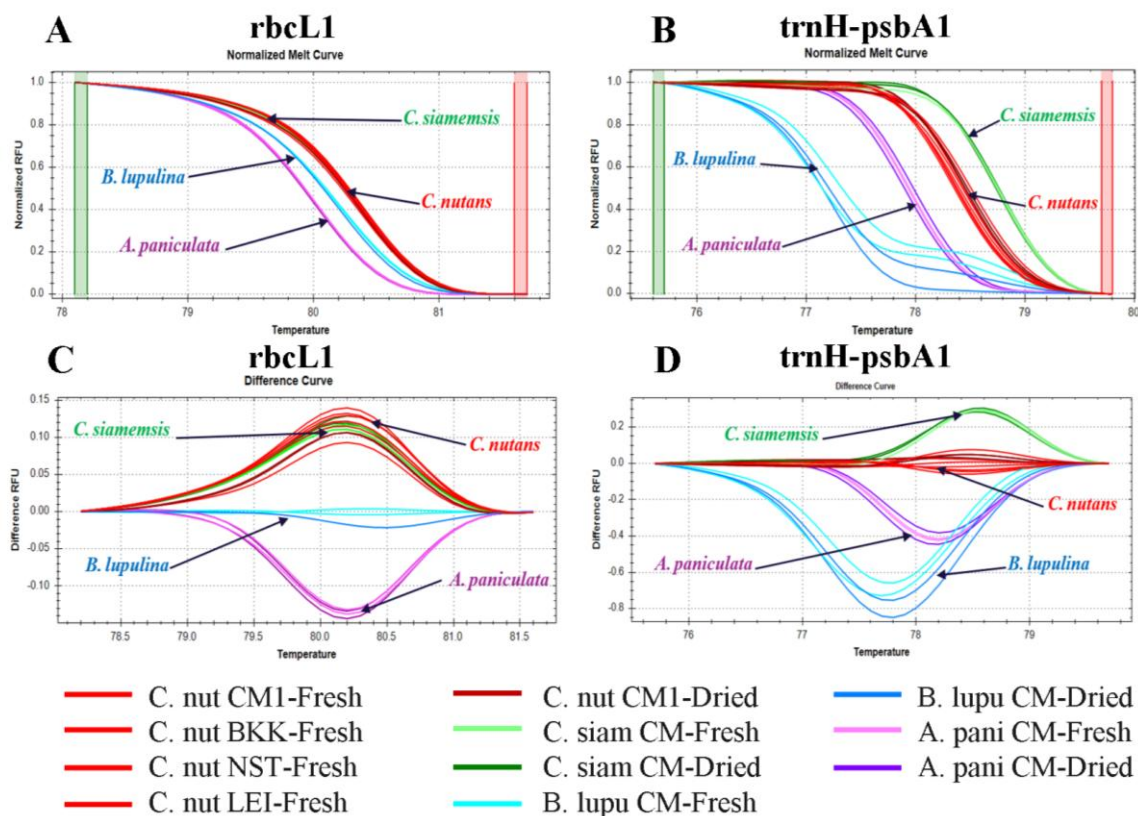 A
rbcL1
Normalized Melt Curve
Normalized RFU
1.0
0.8
0.6
0.4
0.2
0.0
78
79
80
81
Temperature
C. siamemsis
B. lupulina
C. nutans
A. paniculata
B
trnH-psbA1
Normalized Melt Curve
Normalized RFU
1.0
0.8
0.6
0.4
0.2
0.0
76
77
78
79
80
Temperature
C. siamemsis
B. lupulina
C. nutans
A. paniculata
C
rbcL1
Difference Curve
Difference RFU
0.15
0.10
0.05
0.00
-0.05
-0.10
78.5
79.0
79.5
80.0
80.5
81.0
81.5
Temperature
C. siamemsis
C. nutans
B. lupulina
A. paniculata
D
trnH-psbA1
Difference Curve
Difference RFU
0.2
0.0
-0.2
-0.4
-0.6
-0.8
76
77
78
79
Temperature
C. siamemsis
C. nutans
A. paniculata
B. lupulina
C. nut CM1-Fresh
C. nut BKK-Fresh
C. nut NST-Fresh
C. nut LEI-Fresh
C. nut CM1-Dried
C. siam CM-Fresh
C. siam CM-Dried
B. lupu CM-Fresh
B. lupu CM-Dried
A. pani CM-Fresh
A. pani CM-Dried